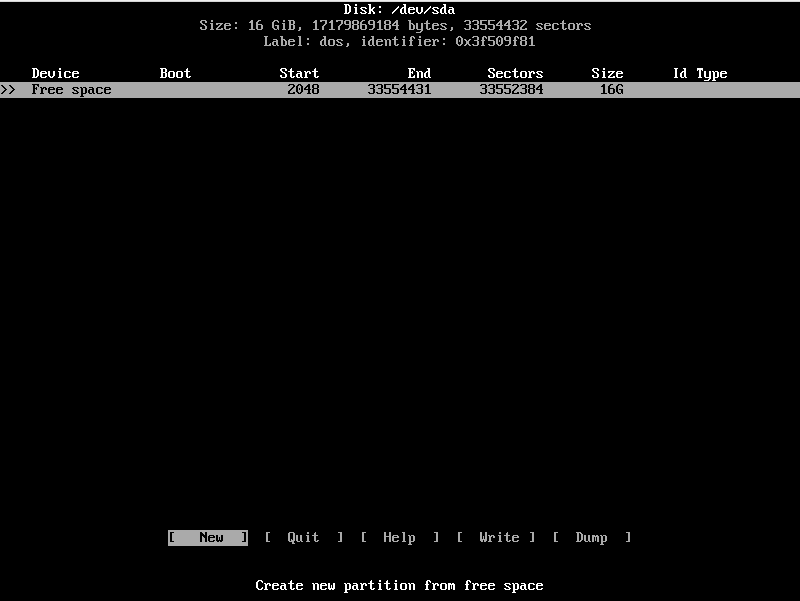 Disk: /dev/sda
Size: 16 GiB, 17179869184 bytes, 33554432 sectors
Label: dos, identifier: 0x3f509f81
Device Boot Start End Sectors Size Id Type
>> Free space 2048 33554431 33552384 16G
[ New ] [ Quit ] [ Help ] [ Write ] [ Dump ]
Create new partition from free space